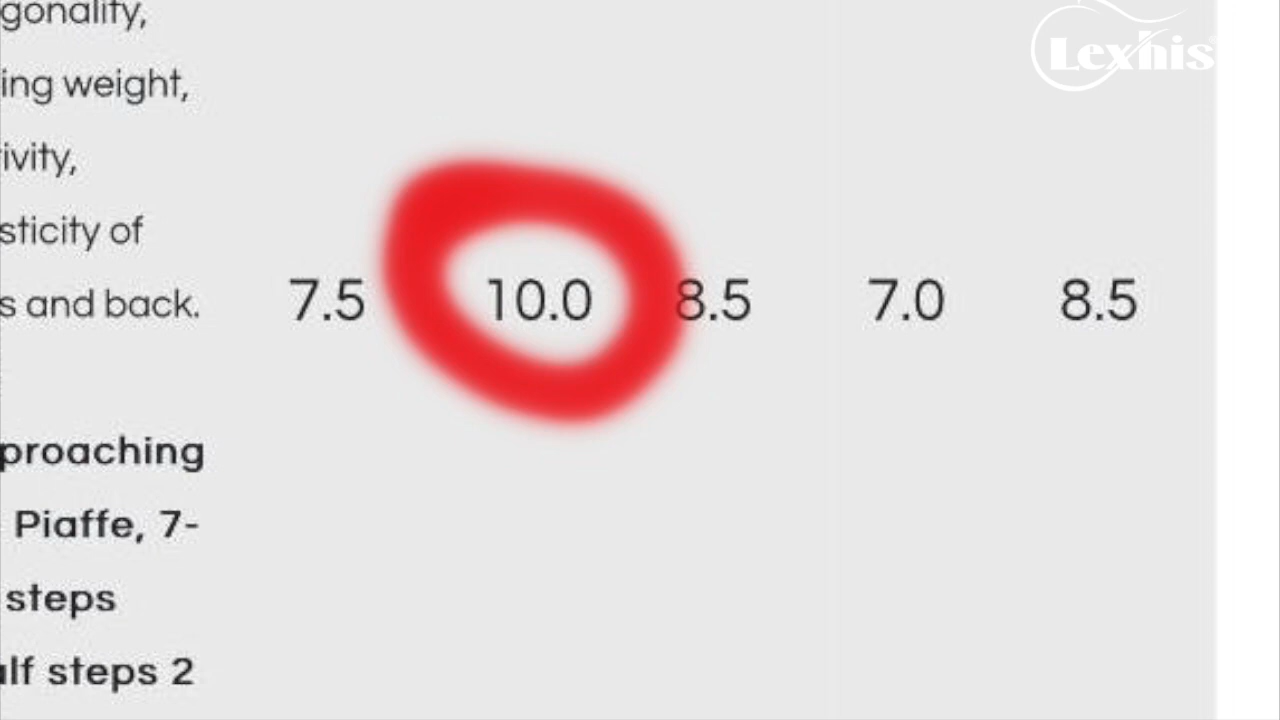 gonality,
ing weight,
ivity,
sticity of
s and back.
7.5 10.0 8.5 7.0 8.5
proaching
Piaffe, 7-
steps
alf steps 2
Lexhis